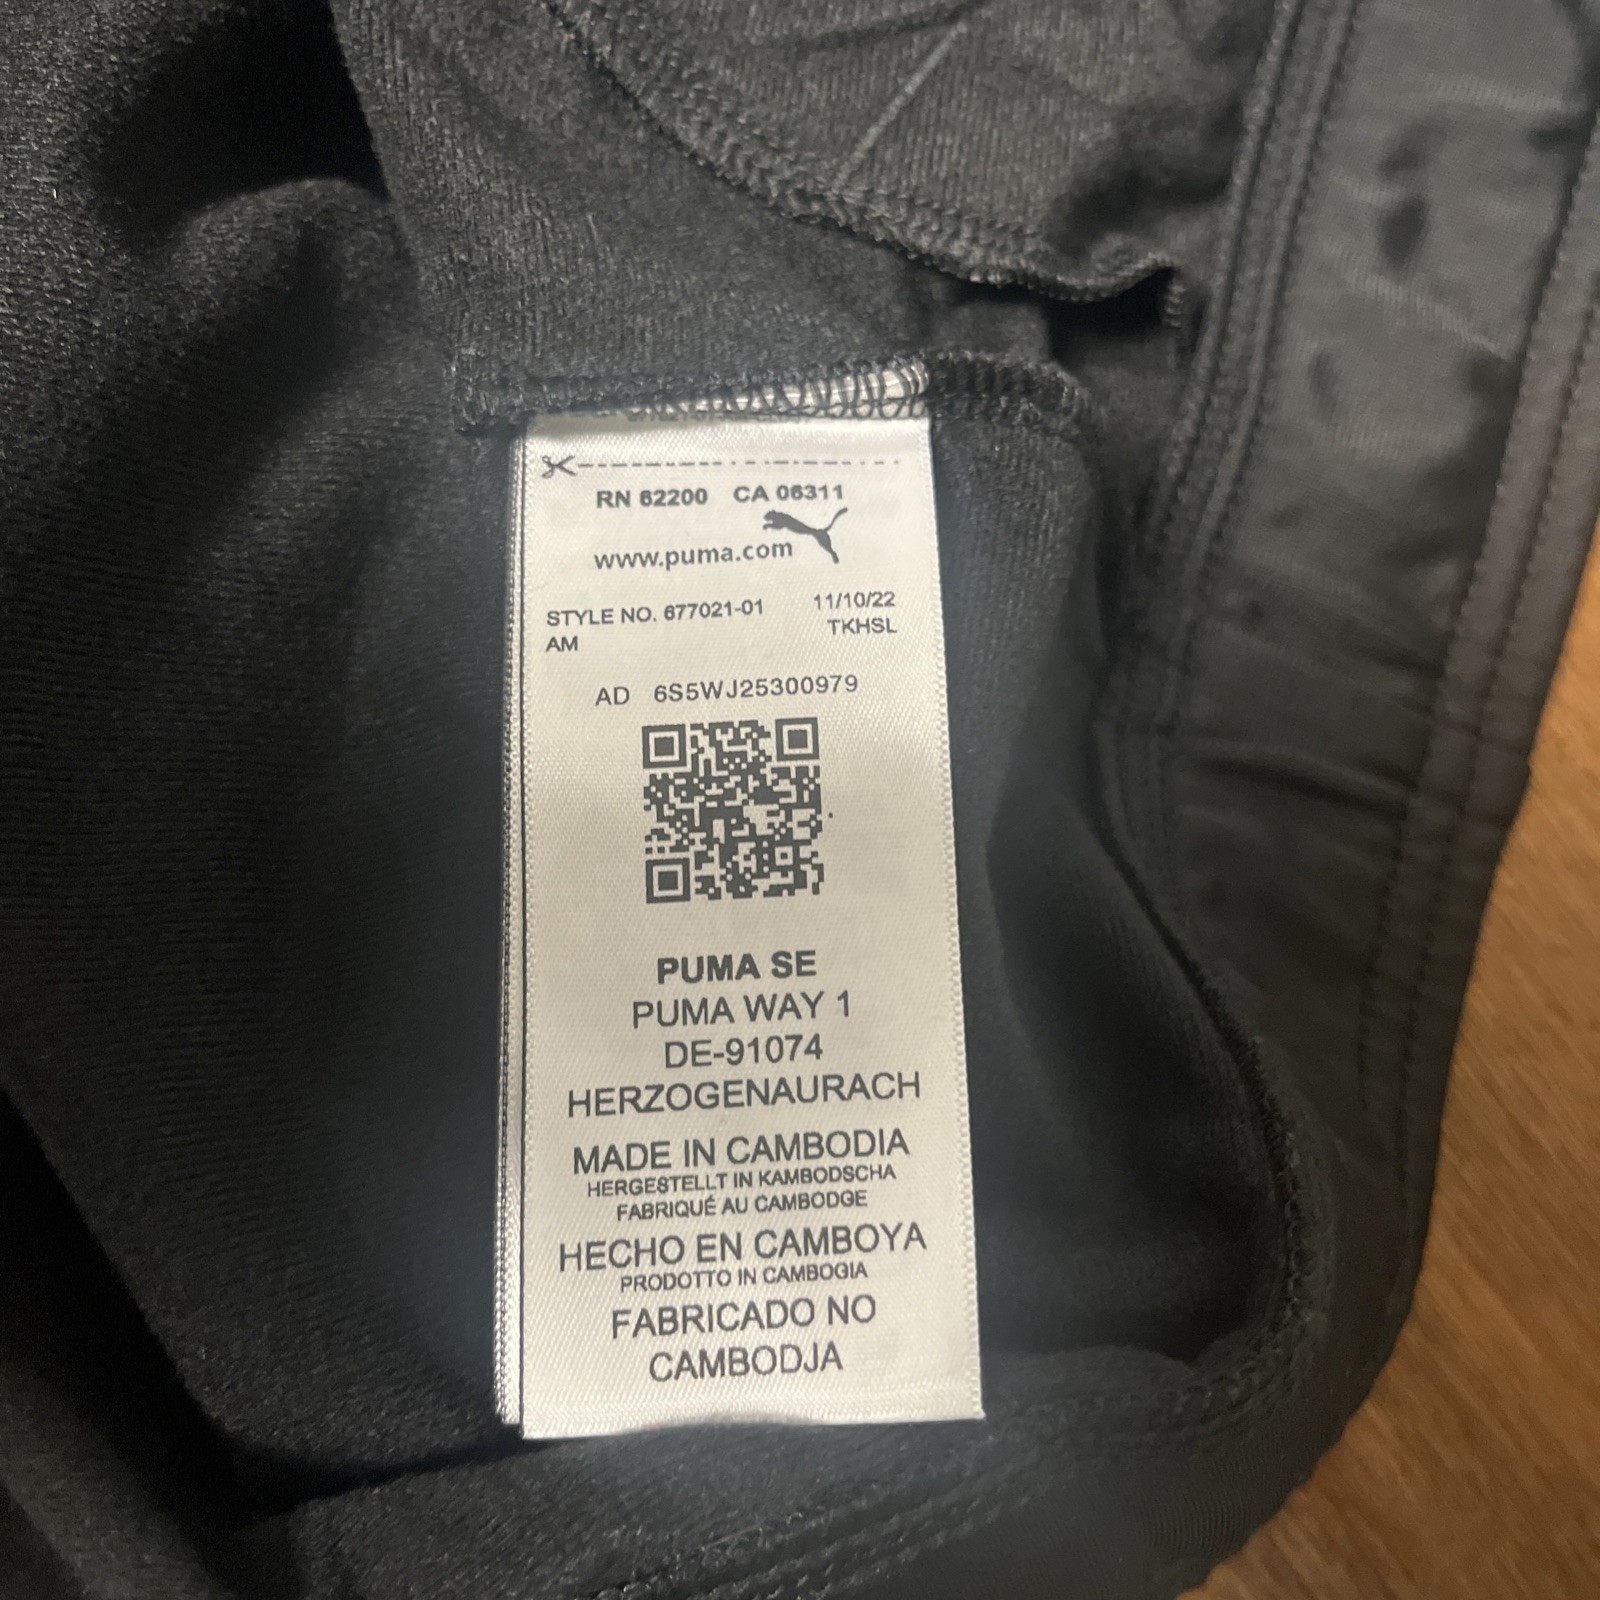 RN 62200 CA 06311
www.puma.com
STYLE NO. 677021-01 11/10/22
AM TKHSL
AD 6S5WJ25300979
PUMA SE
PUMA WAY 1
DE-91074
HERZOGENAURACH
MADE IN CAMBODIA
HERGESTELLT IN KAMBODSCHA
FABRIQUÉ AU CAMBODGE
HECHO EN CAMBOYA
PRODOTTO IN CAMBOGIA
FABRICADO NO
CAMBODJA